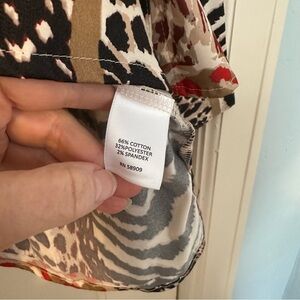 66% COTTON
32%POLYESTER
2% SPANDEX
RN 58909